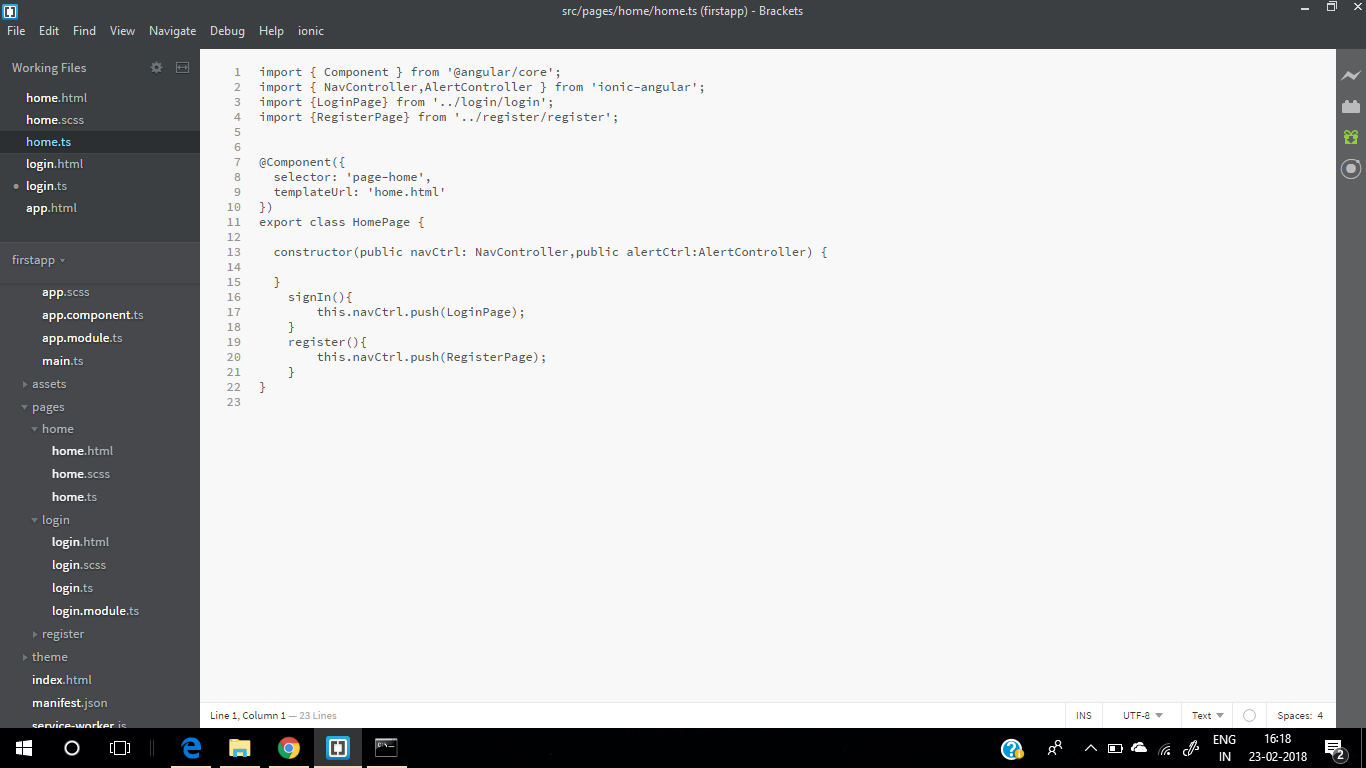 src/pages/home/home.ts (firstapp) - Brackets
File Edit Find View Navigate Debug Help ionic
Working Files
home.html
home.scss
home.ts
login.html
login.ts
app.html
firstapp
app.scss
app.component.ts
app.module.ts
main.ts
assets
pages
home
home.html
home.scss
home.ts
login
login.html
login.scss
login.ts
login.module.ts
register
theme
index.html
manifest.json
service-worker.js
1 import { Component } from '@angular/core';
2 import { NavController,AlertController } from 'ionic-angular';
3 import {LoginPage} from '../login/login';
4 import {RegisterPage} from '../register/register';
5
6
7 @Component({
8 selector: 'page-home',
9 templateUrl: 'home.html'
10 })
11 export class HomePage {
12
13 constructor(public navCtrl: NavController,public alertCtrl:AlertController) {
14
15 }
16 signIn(){
17 this.navCtrl.push(LoginPage);
18 }
19 register(){
20 this.navCtrl.push(RegisterPage);
21 }
22 }
23
Line 1, Column 1 — 23 Lines
INS UTF-8 Text Spaces: 4
ENG
IN
16:18
23-02-2018
2